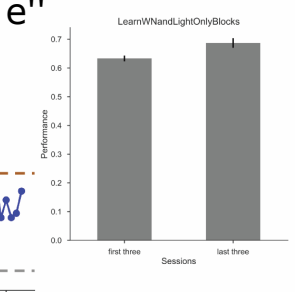 e"
LearnWNandLightOnlyBlocks
0.7
0.6
0.5
0.4
0.3
0.2
0.1
0.0
Performance
first three last three
Sessions